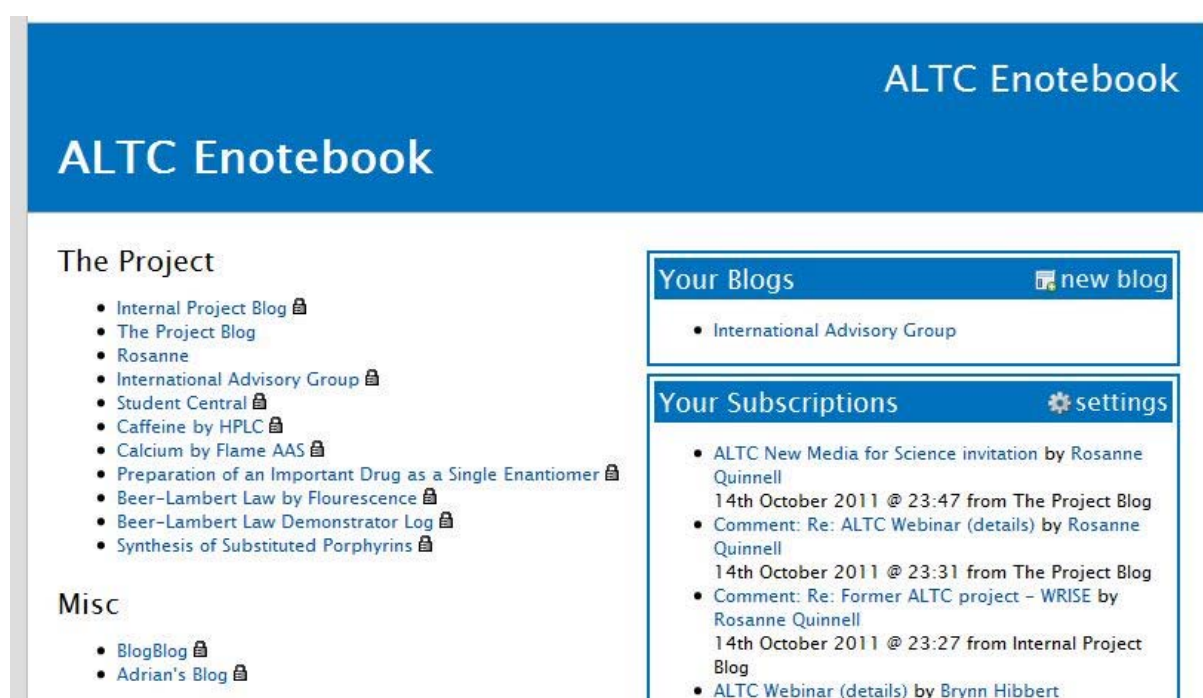 ALTC Enotebook
ALTC Enotebook
The Project
Internal Project Blog
The Project Blog
Rosanne
International Advisory Group
Student Central
Caffeine by HPLC
Calcium by Flame AAS
Preparation of an Important Drug as a Single Enantiomer
Beer-Lambert Law by Flourescence
Beer-Lambert Law Demonstrator Log
Synthesis of Substituted Porphyrins
Misc
BlogBlog
Adrian's Blog
Your Blogs new blog
International Advisory Group
Your Subscriptions settings
ALTC New Media for Science invitation by Rosanne
Quinnell
14th October 2011 @ 23:47 from The Project Blog
Comment: Re: ALTC Webinar (details) by Rosanne
Quinnell
14th October 2011 @ 23:31 from The Project Blog
Comment: Re: Former ALTC project - WRISE by
Rosanne Quinnell
14th October 2011 @ 23:27 from Internal Project
Blog
ALTC Webinar (details) by Brynn Hibbert